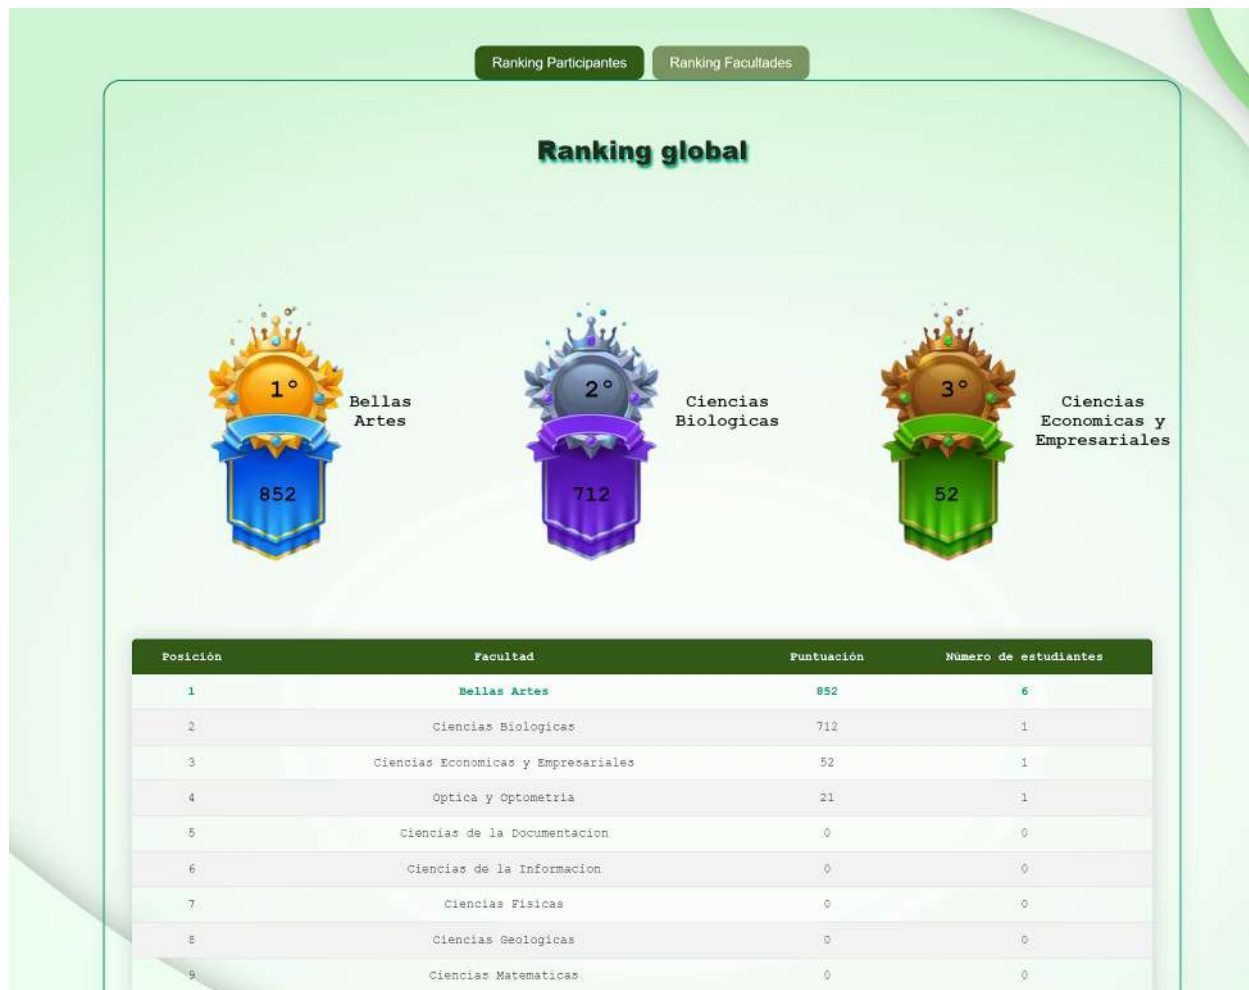 Ranking Participantes Ranking Facultades
Ranking global
1º
Bellas
Artes
852
2º
Ciencias
Biologicas
712
3º
Ciencias
Economicas y
Empresariales
52
Posición Facultad Puntuación Número de estudiantes
1 Bellas Artes 852 6
2 Ciencias Biologicas 712 1
3 Ciencias Economicas y Empresariales 52 1
4 Optica y Optometria 21 1
5 Ciencias de la Documentacion 0 0
6 Ciencias de la Informacion 0 0
7 Ciencias Fisicas 0 0
8 Ciencias Geologicas 0 0
9 Ciencias Matematicas 0 0